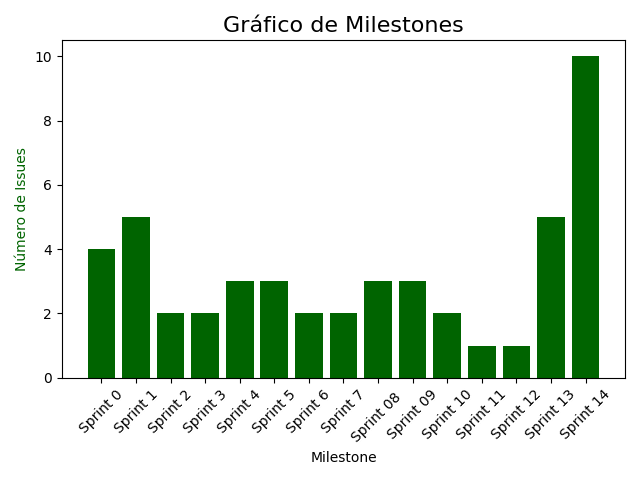 Gráfico de Milestones
10
8
6
4
2
0
Número de Issues
Sprint 0
Sprint 1
Sprint 2
Sprint 3
Sprint 4
Sprint 5
Sprint 6
Sprint 7
Sprint 08
Sprint 09
Sprint 10
Sprint 11
Sprint 12
Sprint 13
Sprint 14
Milestone